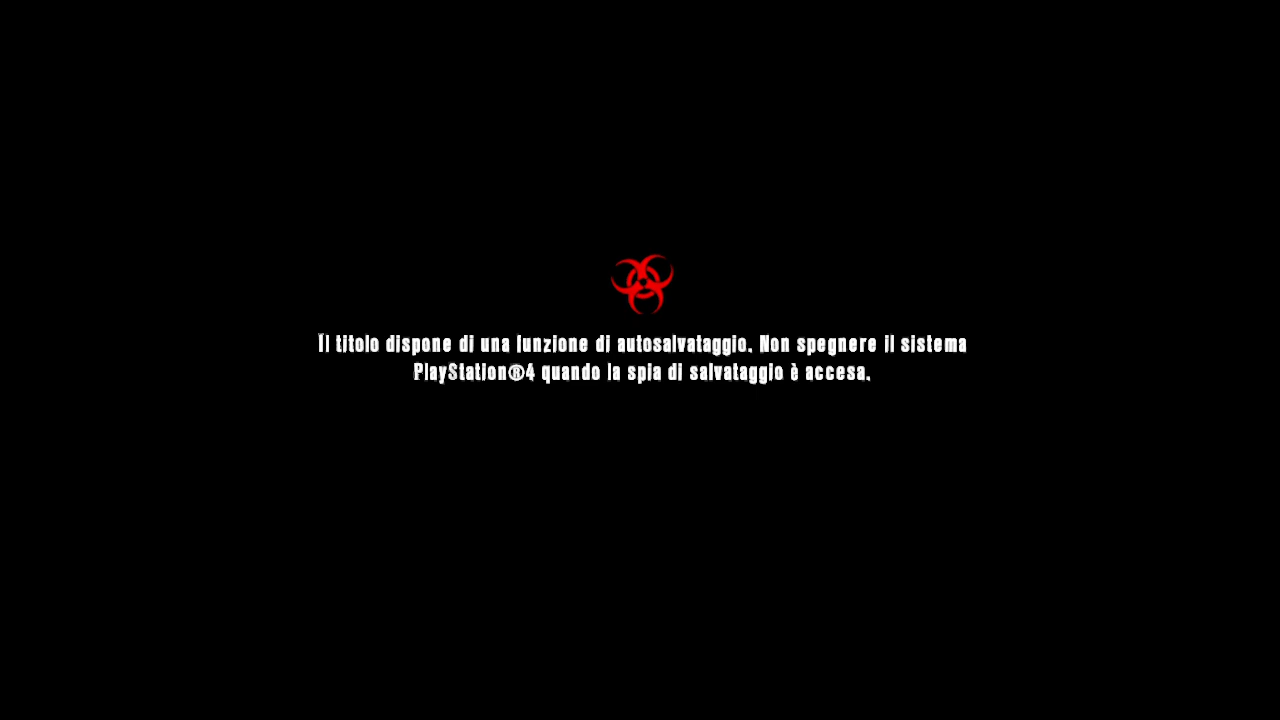 Il titolo dispone di una funzione di autosalvataggio. Non spegnere il sistema
PlayStation®4 quando la spia di salvataggio è accesa.